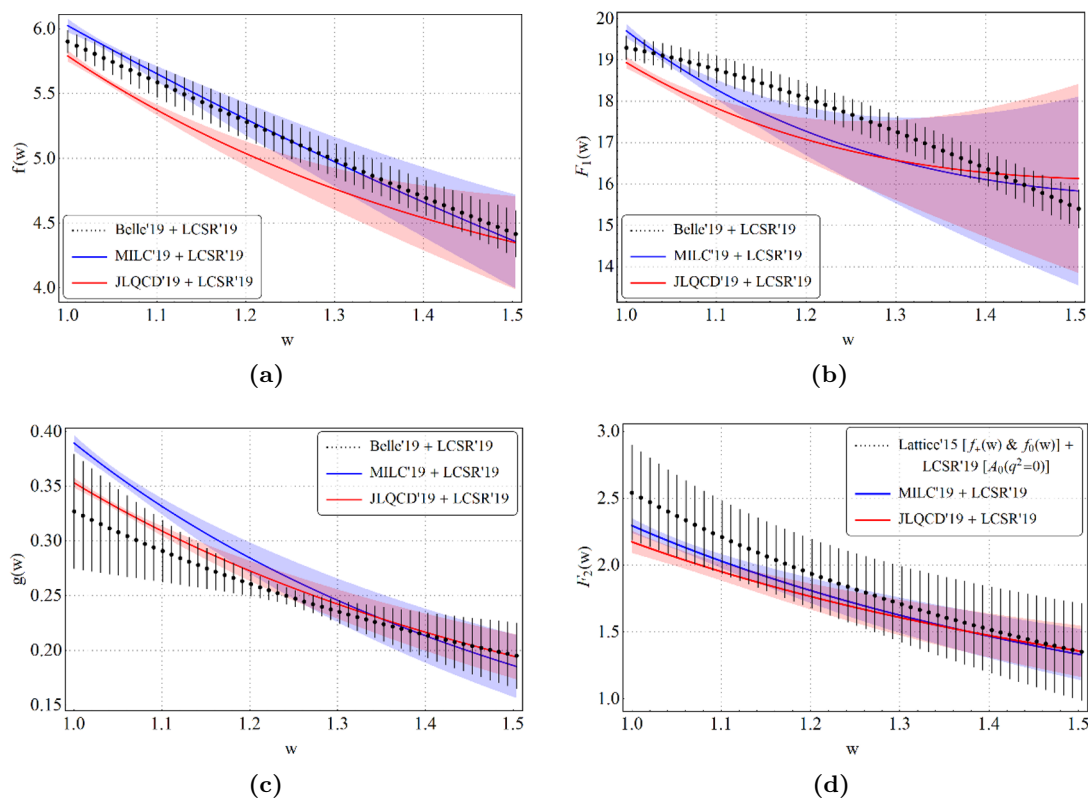 6.0
5.5
5.0
4.5
4.0
f(w)
Belle'19 + LCSR'19
MILC'19 + LCSR'19
JLQCD'19 + LCSR'19
1.0 1.1 1.2 1.3 1.4 1.5
w
(a)
19
18
17
16
15
14
F₁(w)
Belle'19 + LCSR'19
MILC'19 + LCSR'19
JLQCD'19 + LCSR'19
1.0 1.1 1.2 1.3 1.4 1.5
w
(b)
0.40
0.35
0.30
0.25
0.20
0.15
g(w)
Belle'19 + LCSR'19
MILC'19 + LCSR'19
JLQCD'19 + LCSR'19
1.0 1.1 1.2 1.3 1.4 1.5
w
(c)
3.0
2.5
2.0
1.5
1.0
F₂(w)
Lattice'15 [f₊(w) & f₀(w)] +
LCSR'19 [A₀(q²=0)]
MILC'19 + LCSR'19
JLQCD'19 + LCSR'19
1.0 1.1 1.2 1.3 1.4 1.5
w
(d)